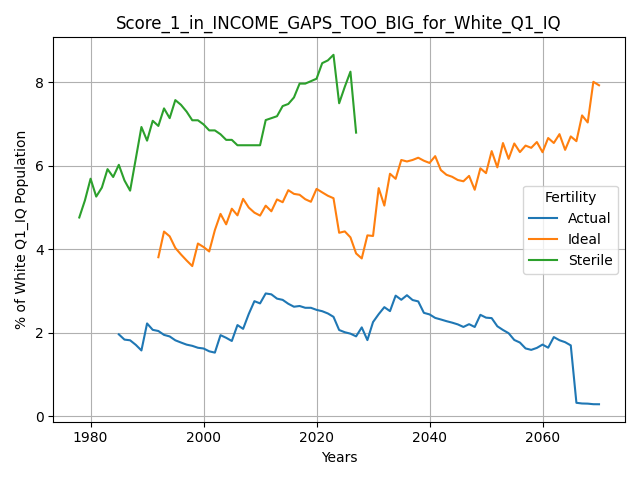 Score_1_in_INCOME_GAPS_TOO_BIG_for_White_Q1_IQ
% of White Q1_IQ Population
8
6
4
2
0
Fertility
Actual
Ideal
Sterile
1980 2000 2020 2040 2060
Years